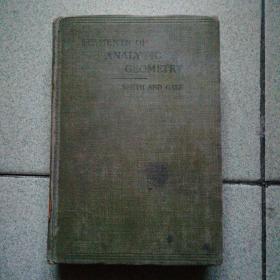 ELEMENTS OF
ANALYTIC
GEOMETRY
SMITH AND GALE